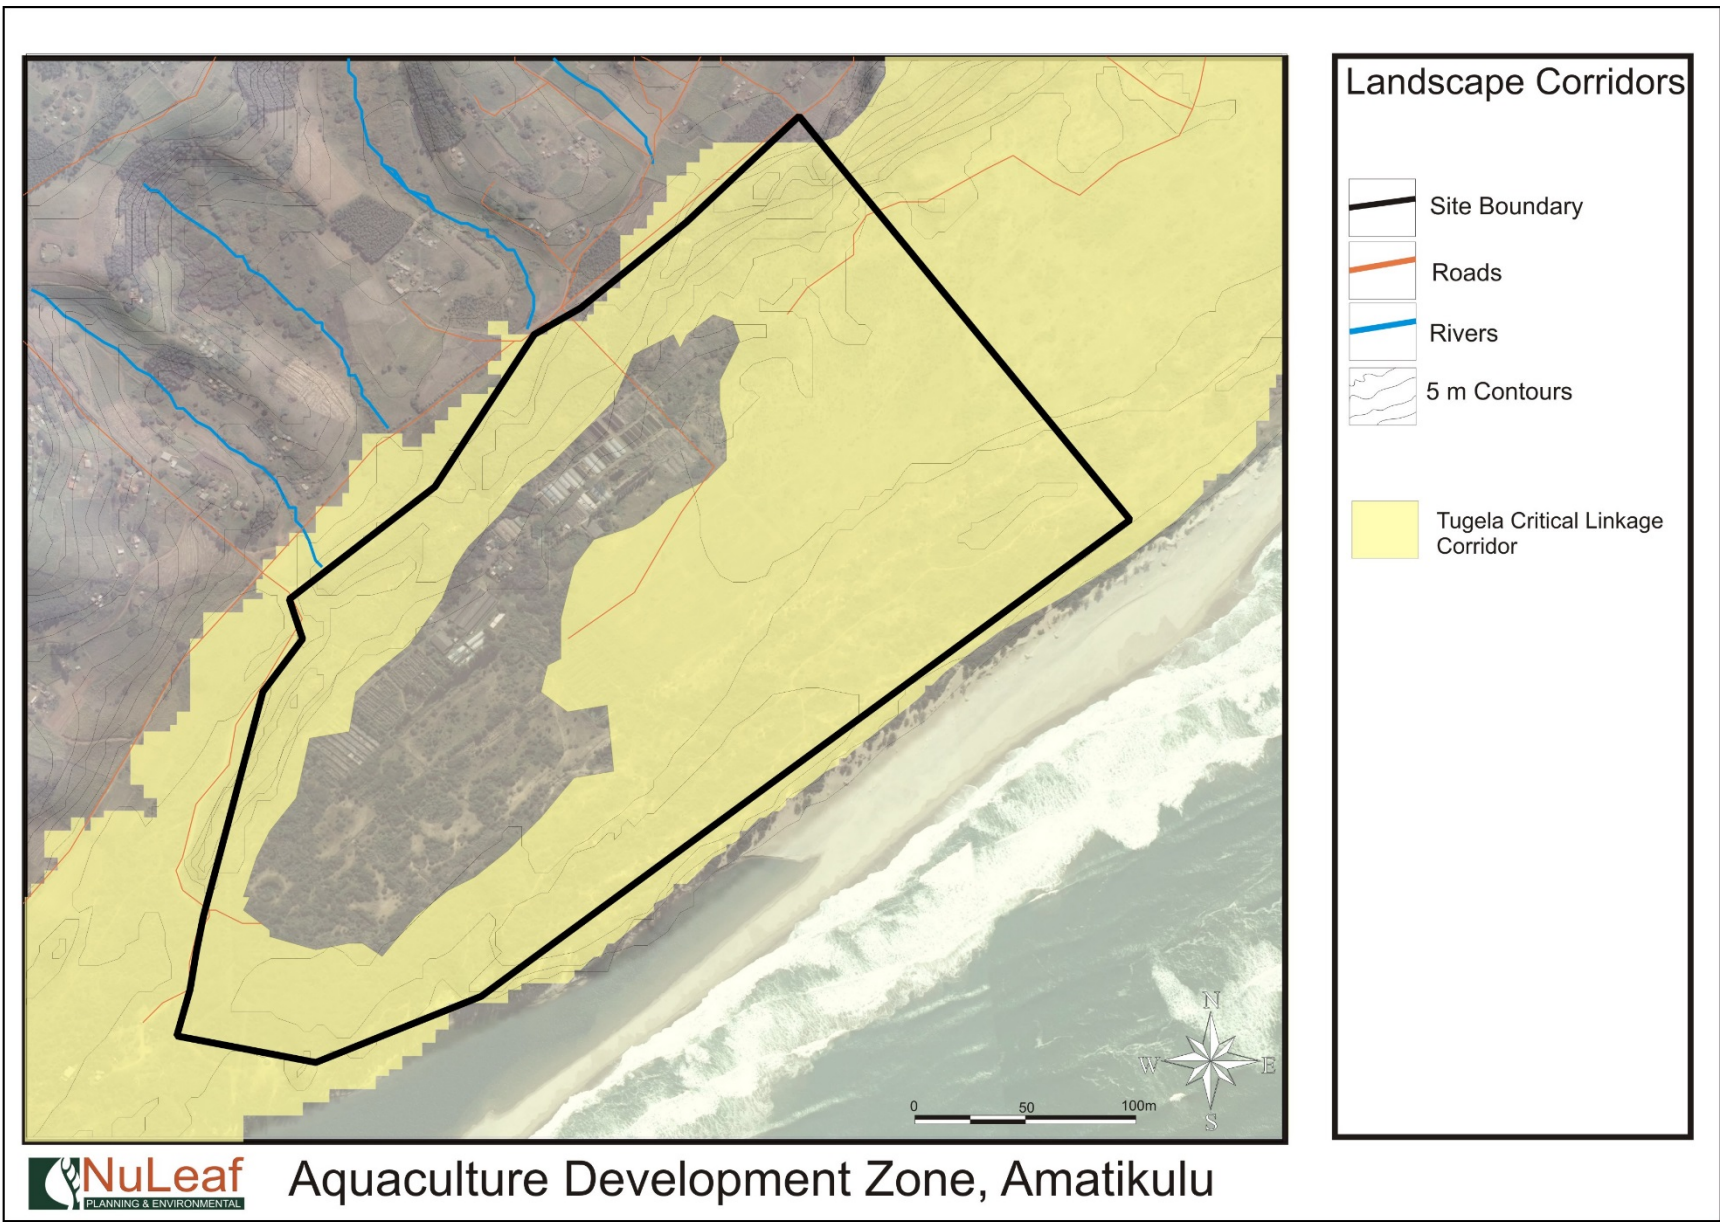 Landscape Corridors
Site Boundary
Roads
Rivers
5 m Contours
Tugela Critical Linkage
Corridor
N
W E
S
0 50 100m
NuLeaf
PLANNING & ENVIRONMENTAL
Aquaculture Development Zone, Amatikulu